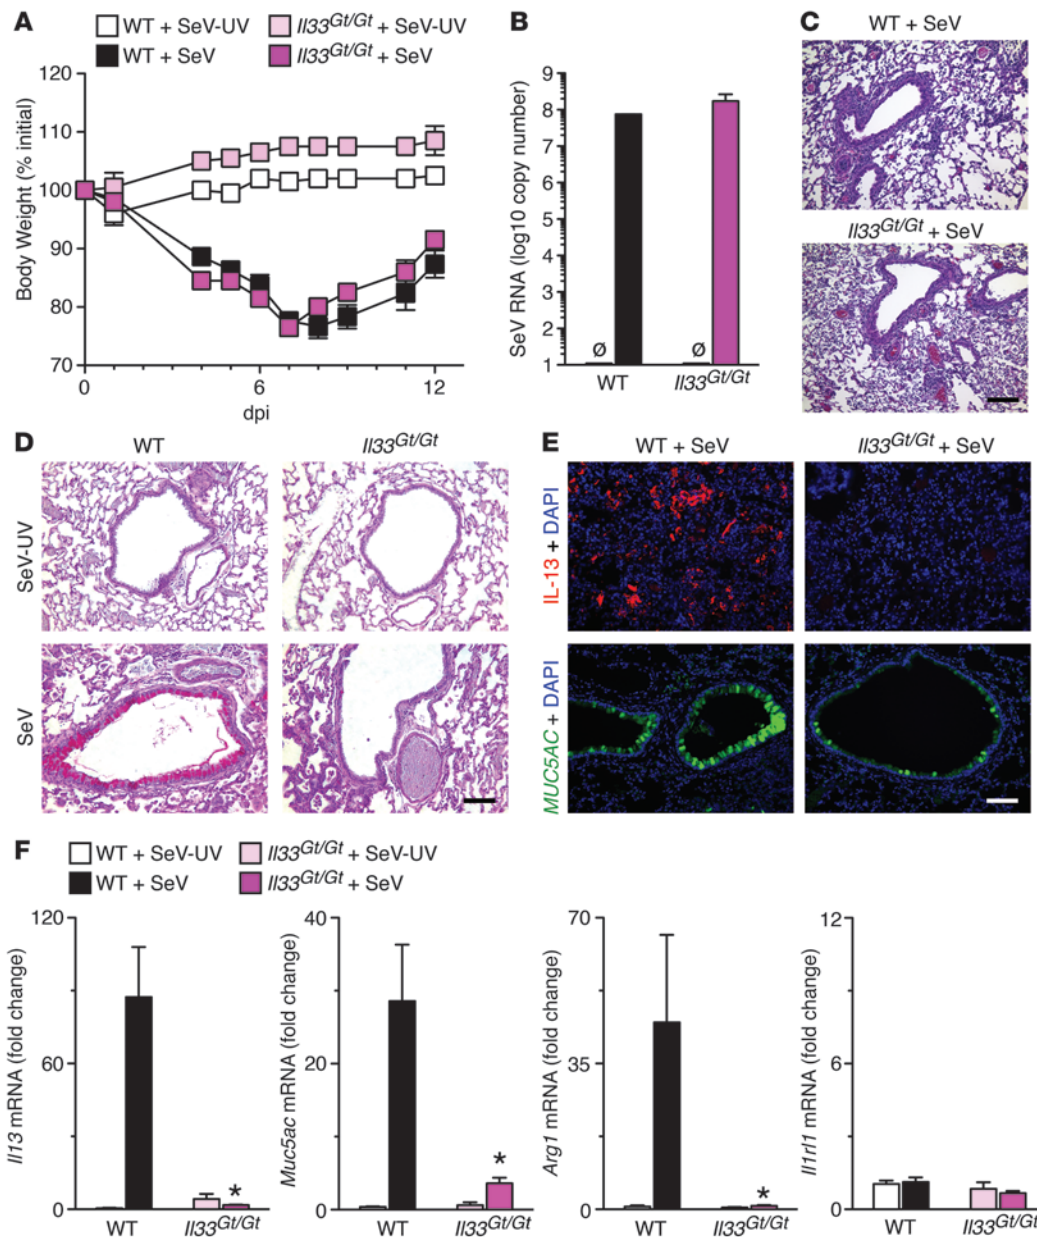 A
WT + SeV-UV
Il33Gt/Gt + SeV-UV
WT + SeV
Il33Gt/Gt + SeV
Body Weight (% initial)
110
100
90
80
70
0
6
12
dpi
B
SeV RNA (log10 copy number)
9
8
7
6
5
4
3
2
1
Ø
Ø
WT
Il33Gt/Gt
C
WT + SeV
Il33Gt/Gt + SeV
D
WT
Il33Gt/Gt
SeV-UV
SeV
E
WT + SeV
Il33Gt/Gt + SeV
IL-13 + DAPI
MUC5AC + DAPI
F
WT + SeV-UV
Il33Gt/Gt + SeV-UV
WT + SeV
Il33Gt/Gt + SeV
Il13 mRNA (fold change)
120
60
0
*
WT
Il33Gt/Gt
Muc5ac mRNA (fold change)
40
20
0
*
WT
Il33Gt/Gt
Arg1 mRNA (fold change)
70
35
0
*
WT
Il33Gt/Gt
Il1rl1 mRNA (fold change)
12
6
0
WT
Il33Gt/Gt